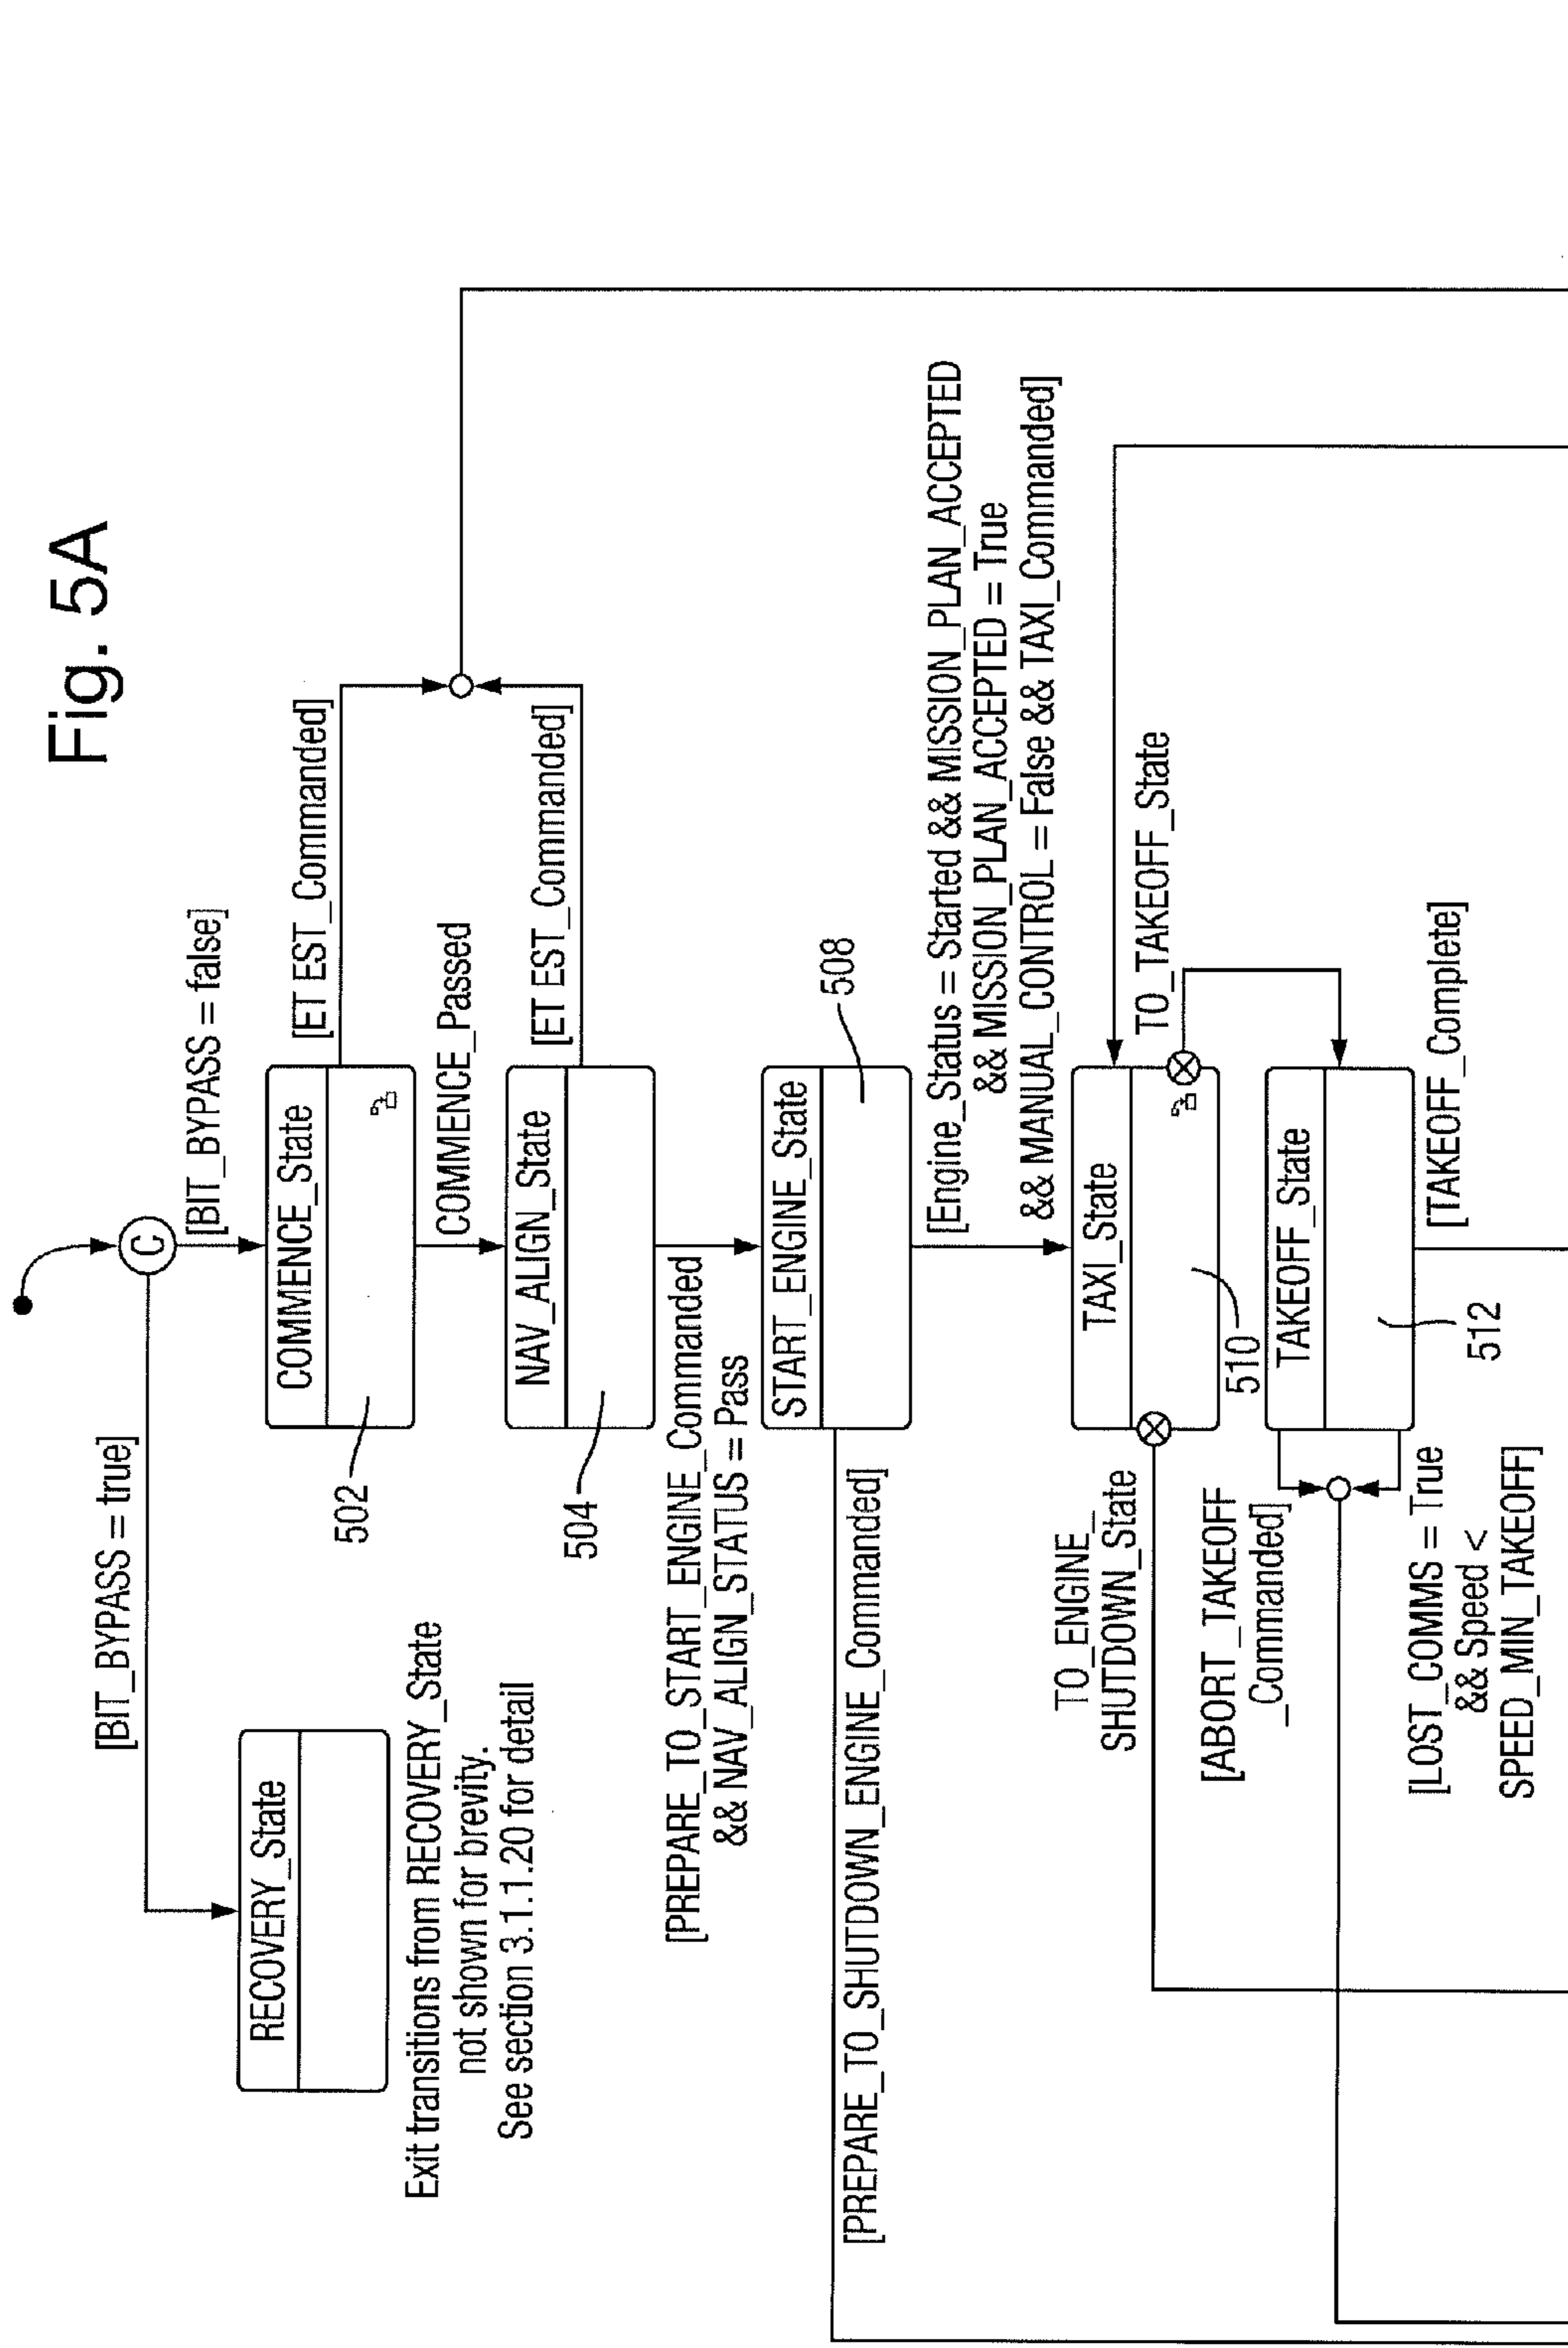 Fig. 5A
[BIT_BYPASS = true]
[BIT_BYPASS = false]
C
RECOVERY_State
Exit transitions from RECOVERY_State
not shown for brevity.
See section 3.1.1.20 for detail
COMMENCE_State
502
[ET EST_Commanded]
COMMENCE_Passed
NAV_ALIGN_State
504
[ET EST_Commanded]
[PREPARE_TO_START_ENGINE_Commanded
&& NAV_ALIGN_STATUS = Pass
START_ENGINE_State
508
[PREPARE_TO_SHUTDOWN_ENGINE_Commanded]
[Engine_Status = Started && MISSION_PLAN_ACCEPTED
&& MISSION_PLAN_ACCEPTED = True
&& MANUAL_CONTROL = False && TAXI_Commanded]
TAXI_State
510
TO_ENGINE_
SHUTDOWN_State
TO_TAKEOFF_State
TAKEOFF_State
512
[ABORT_TAKEOFF
_Commanded]
[LOST_COMMS = True
&& Speed <
SPEED_MIN_TAKEOFF]
[TAKEOFF_Complete]